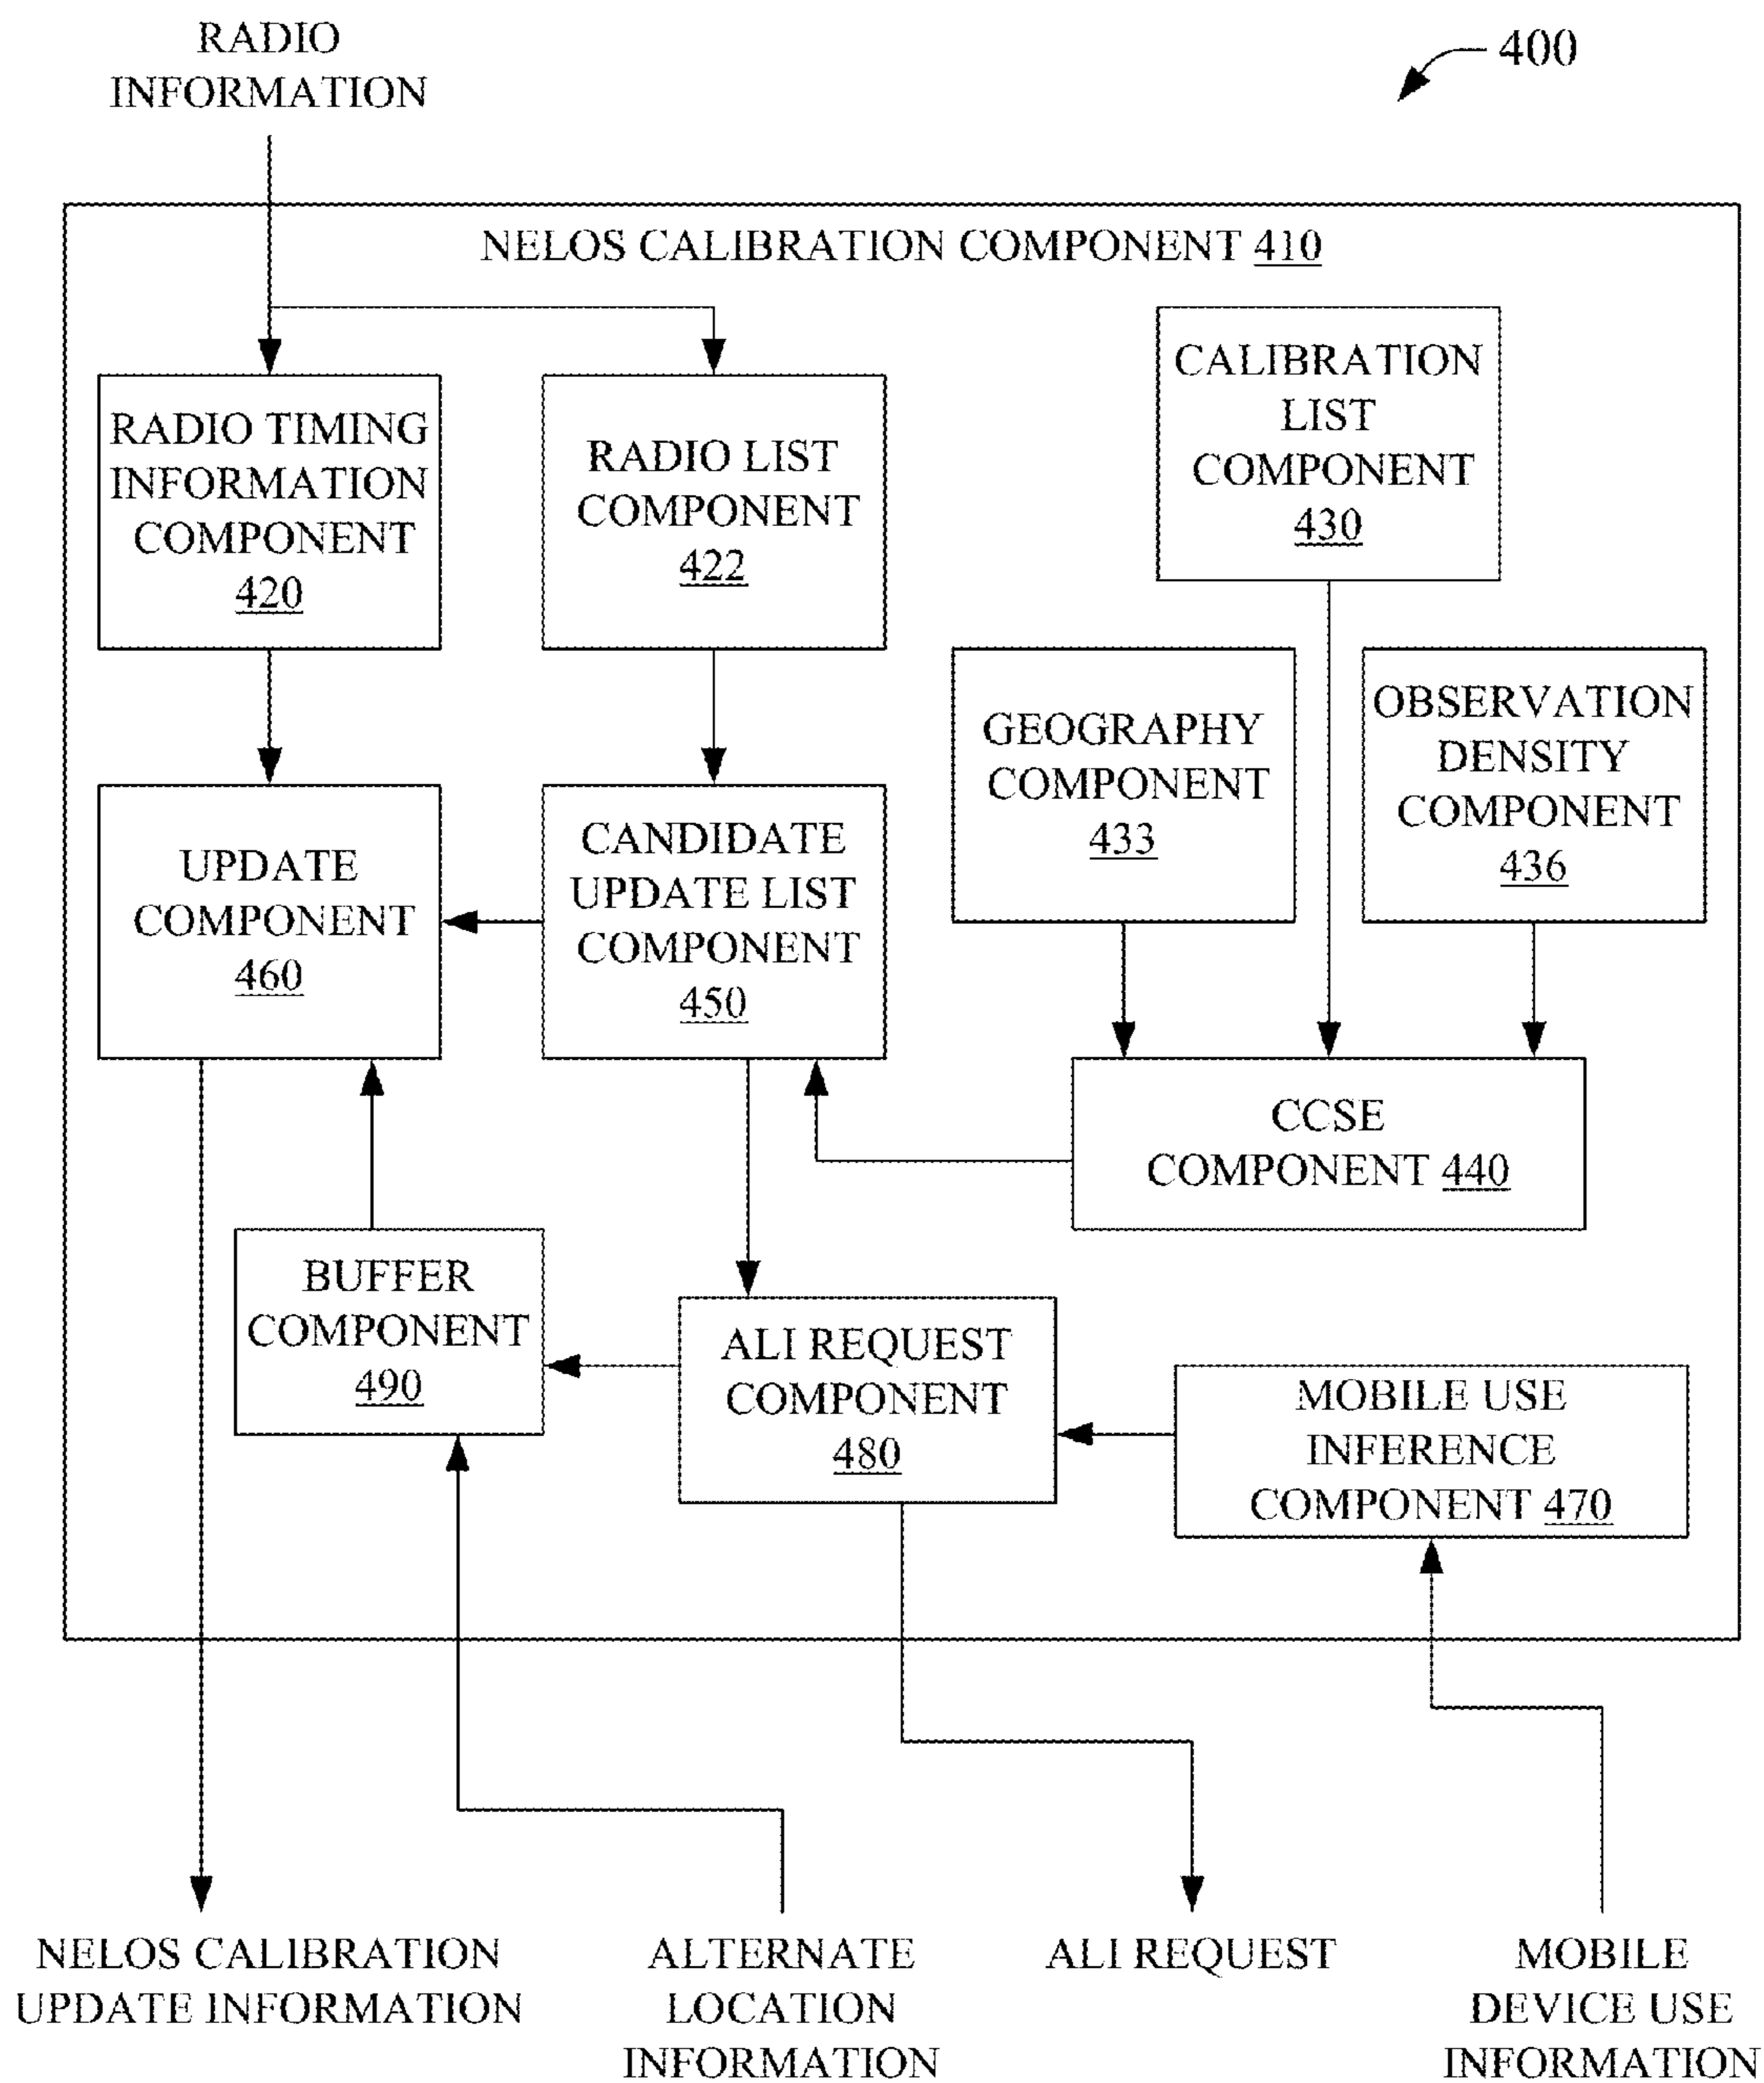 RADIO
INFORMATION
400
NELOS CALIBRATION COMPONENT 410
RADIO TIMING
INFORMATION
COMPONENT
420
RADIO LIST
COMPONENT
422
CALIBRATION
LIST
COMPONENT
430
GEOGRAPHY
COMPONENT
433
OBSERVATION
DENSITY
COMPONENT
436
UPDATE
COMPONENT
460
CANDIDATE
UPDATE LIST
COMPONENT
450
CCSE
COMPONENT 440
BUFFER
COMPONENT
490
ALI REQUEST
COMPONENT
480
MOBILE USE
INFERENCE
COMPONENT 470
NELOS CALIBRATION
UPDATE INFORMATION
ALTERNATE
LOCATION
INFORMATION
ALI REQUEST
MOBILE
DEVICE USE
INFORMATION